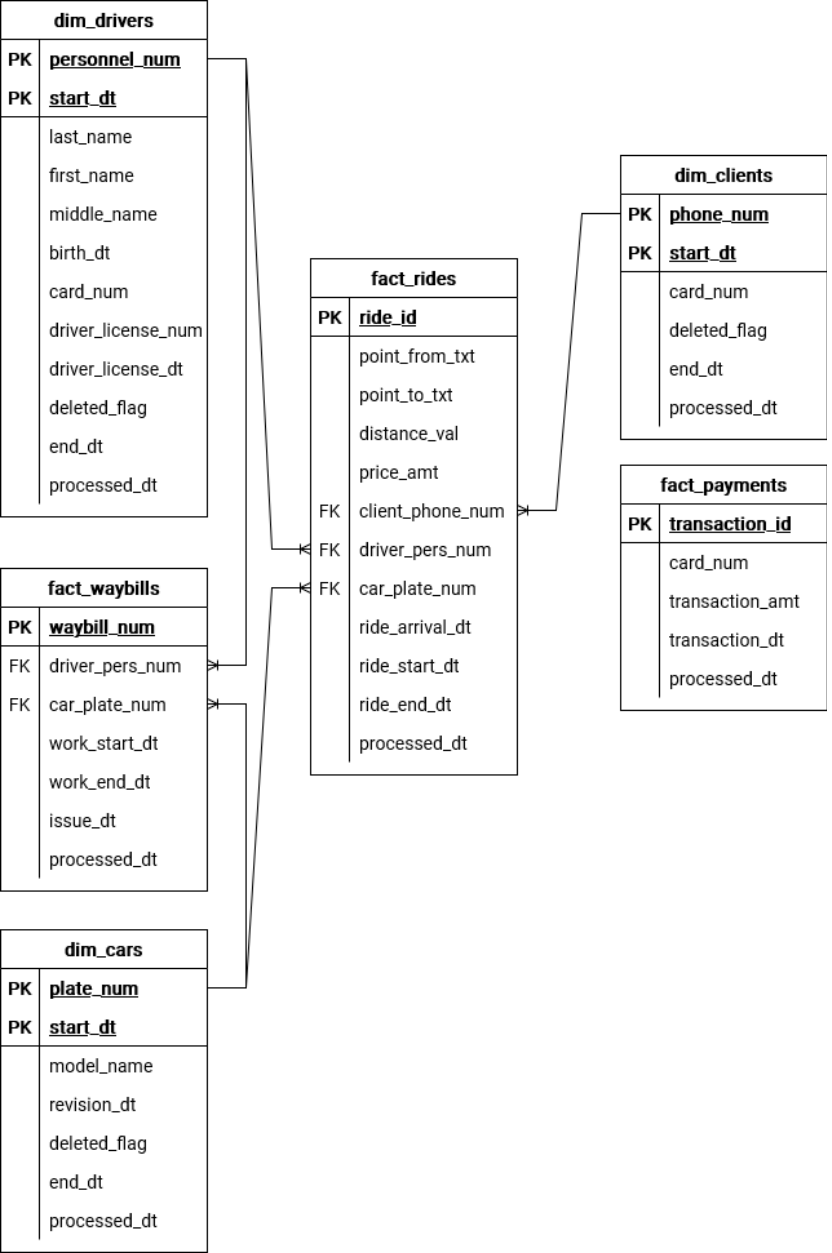 dim_drivers
PK personnel_num
PK start_dt
last_name
first_name
middle_name
birth_dt
card_num
driver_license_num
driver_license_dt
deleted_flag
end_dt
processed_dt
fact_waybills
PK waybill_num
FK driver_pers_num
FK car_plate_num
work_start_dt
work_end_dt
issue_dt
processed_dt
dim_cars
PK plate_num
PK start_dt
model_name
revision_dt
deleted_flag
end_dt
processed_dt
fact_rides
PK ride_id
point_from_txt
point_to_txt
distance_val
price_amt
FK client_phone_num
FK driver_pers_num
FK car_plate_num
ride_arrival_dt
ride_start_dt
ride_end_dt
processed_dt
dim_clients
PK phone_num
PK start_dt
card_num
deleted_flag
end_dt
processed_dt
fact_payments
PK transaction_id
card_num
transaction_amt
transaction_dt
processed_dt